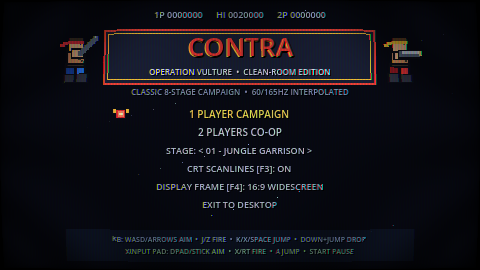 1P 0000000 HI 0020000 2P 0000000
CONTRA
OPERATION VULTURE • CLEAN-ROOM EDITION
CLASSIC 8-STAGE CAMPAIGN • 60/165HZ INTERPOLATED
1 PLAYER CAMPAIGN
2 PLAYERS CO-OP
STAGE: < 01 - JUNGLE GARRISON >
CRT SCANLINES [F3]: ON
DISPLAY FRAME [F4]: 16:9 WIDESCREEN
EXIT TO DESKTOP
KB: WASD/ARROWS AIM • J/Z FIRE • K/X/SPACE JUMP • DOWN+JUMP DROP
XINPUT PAD: DPAD/STICK AIM • X/RT FIRE • A JUMP • START PAUSE